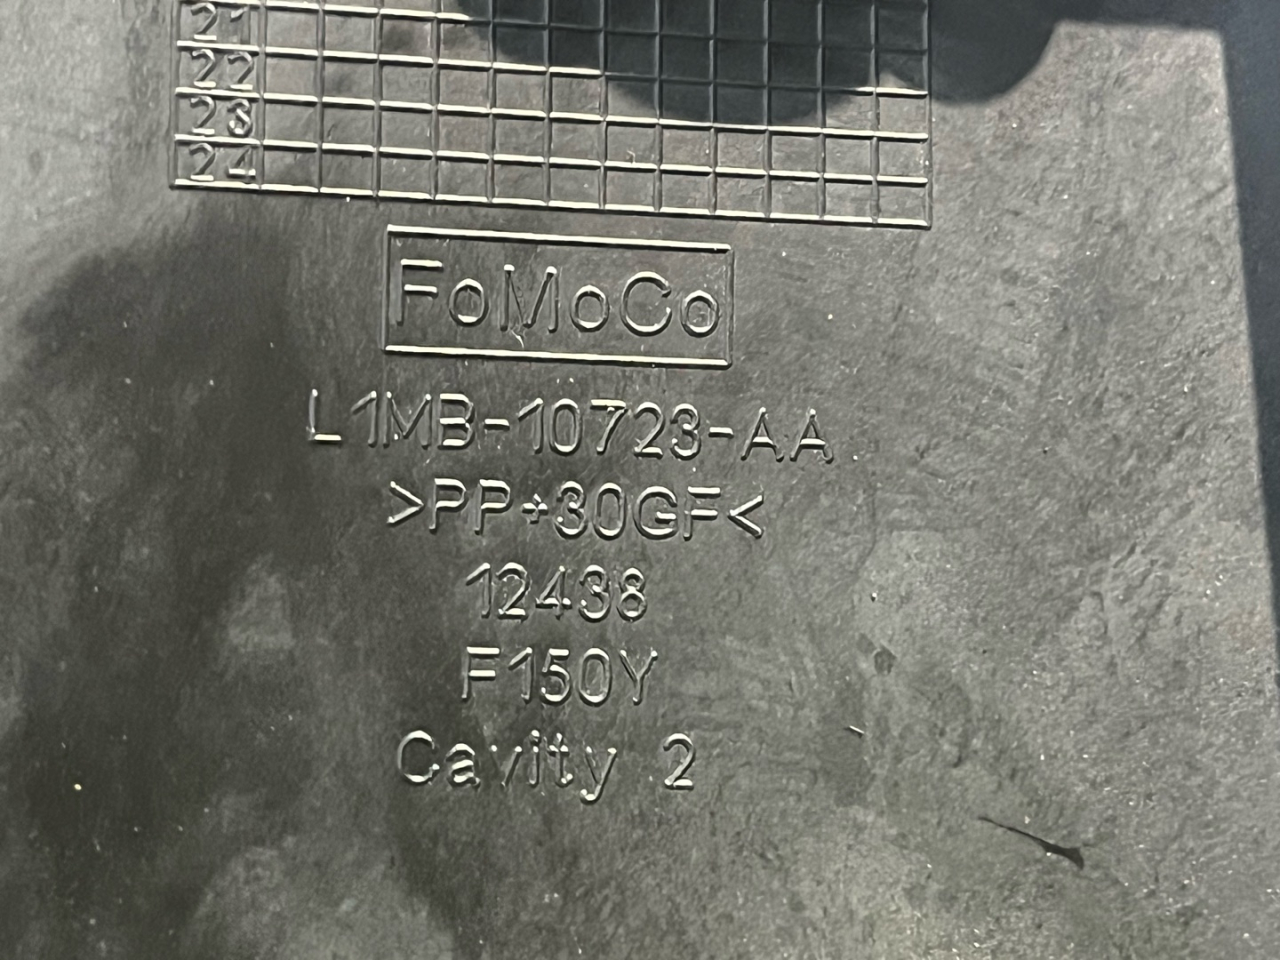 21
22
23
24
FoMoCo
L1MB-10723-AA
>PP+30GF<
12438
F150Y
Cavity 2